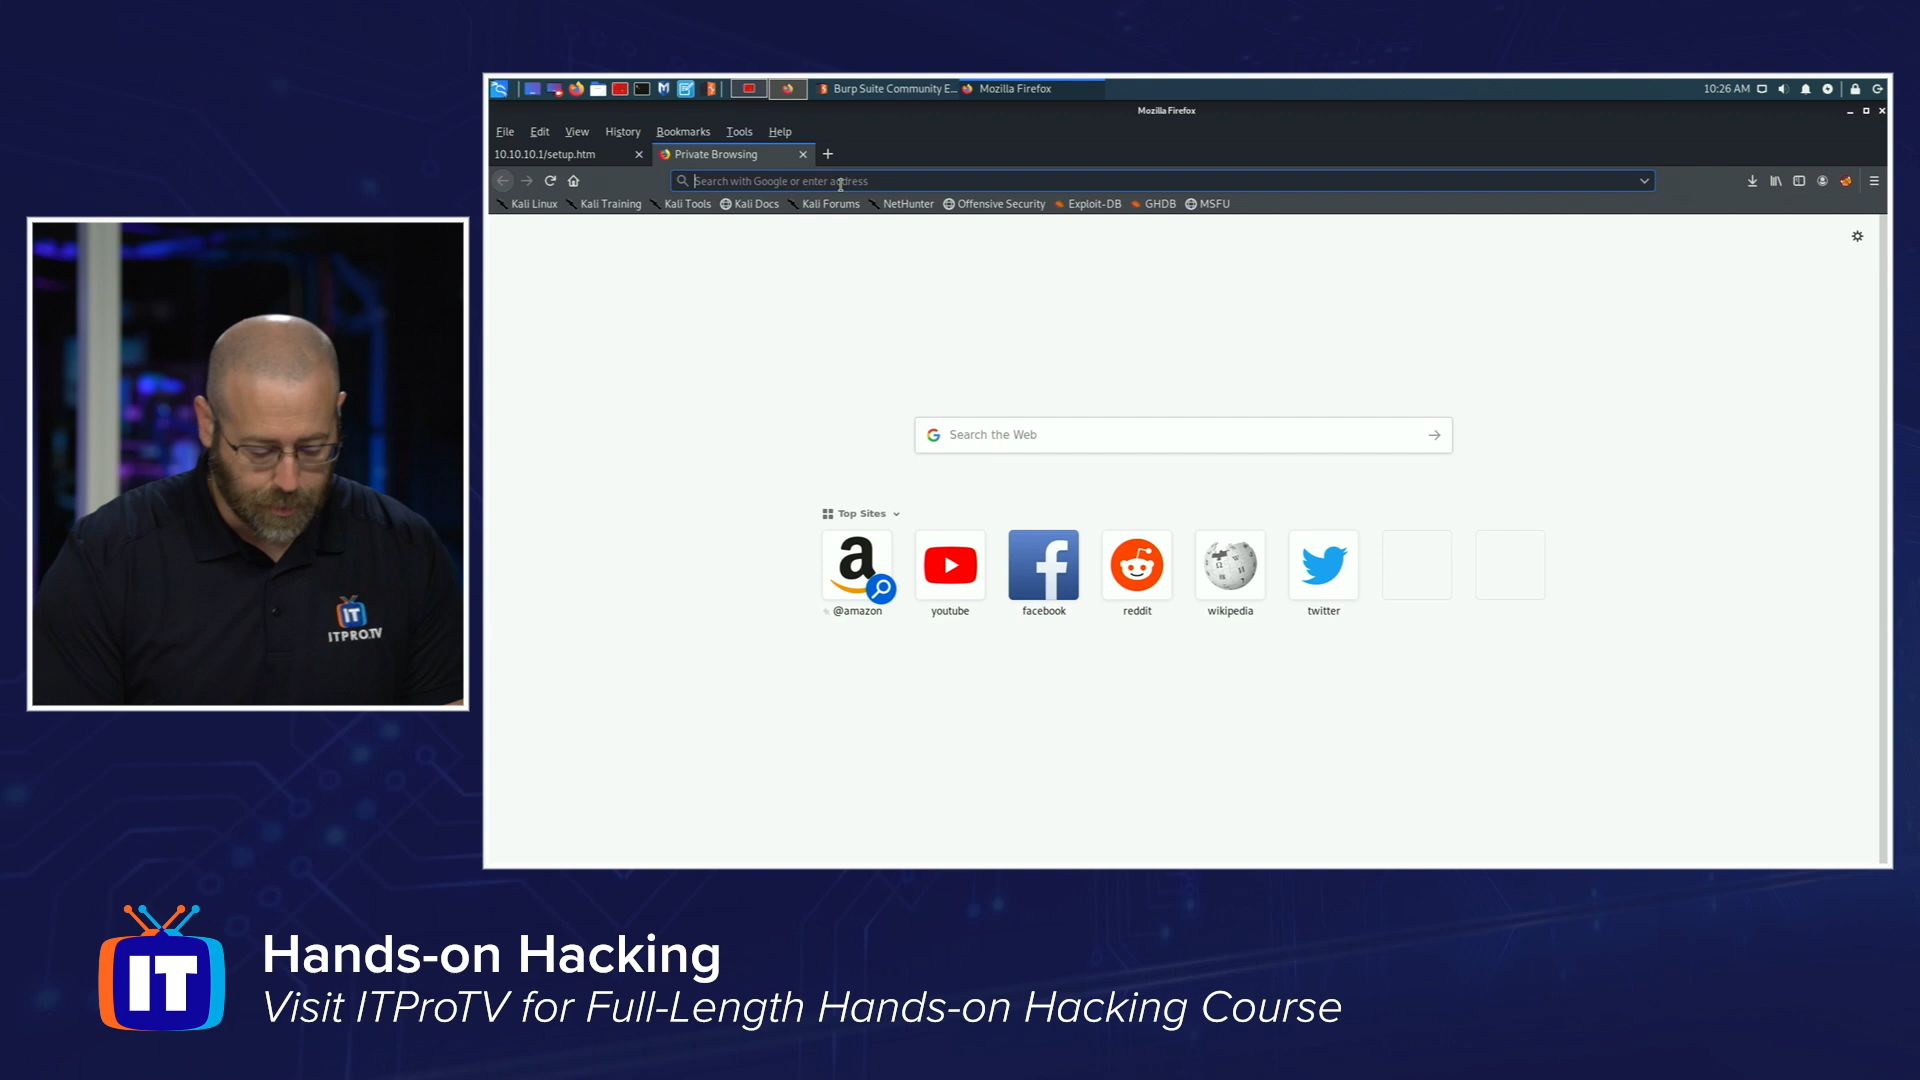 Burp Suite Community E...
Mozilla Firefox
10:26 AM
Mozilla Firefox
File Edit View History Bookmarks Tools Help
10.10.10.1/setup.htm
Private Browsing
Search with Google or enter address
Kali Linux Kali Training Kali Tools Kali Docs Kali Forums NetHunter Offensive Security Exploit-DB GHDB MSFU
Search the Web
Top Sites
a
f
@amazon youtube facebook reddit wikipedia twitter
IT
ITPRO.TV
IT
Hands-on Hacking
Visit ITProTV for Full-Length Hands-on Hacking Course